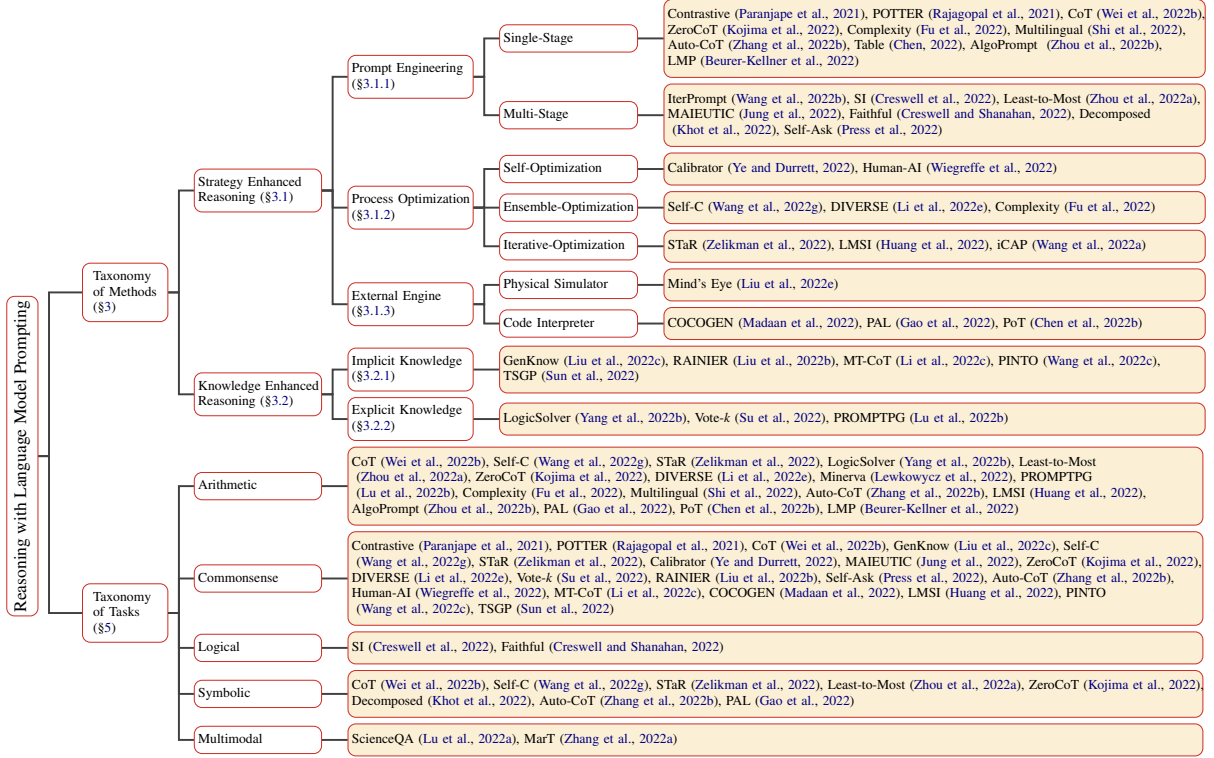 Reasoning with Language Model Prompting
Taxonomy
of Methods
(§3)
Strategy Enhanced
Reasoning (§3.1)
Prompt Engineering
(§3.1.1)
Single-Stage
Contrastive (Paranjape et al., 2021), POTTER (Rajagopal et al., 2021), CoT (Wei et al., 2022b),
ZeroCoT (Kojima et al., 2022), Complexity (Fu et al., 2022), Multilingual (Shi et al., 2022),
Auto-CoT (Zhang et al., 2022b), Table (Chen, 2022), AlgoPrompt (Zhou et al., 2022b),
LMP (Beurer-Kellner et al., 2022)
Multi-Stage
IterPrompt (Wang et al., 2022b), SI (Creswell et al., 2022), Least-to-Most (Zhou et al., 2022a),
MAIEUTIC (Jung et al., 2022), Faithful (Creswell and Shanahan, 2022), Decomposed
(Khot et al., 2022), Self-Ask (Press et al., 2022)
Process Optimization
(§3.1.2)
Self-Optimization
Calibrator (Ye and Durrett, 2022), Human-AI (Wiegreffe et al., 2022)
Ensemble-Optimization
Self-C (Wang et al., 2022g), DIVERSE (Li et al., 2022e), Complexity (Fu et al., 2022)
Iterative-Optimization
STaR (Zelikman et al., 2022), LMSI (Huang et al., 2022), iCAP (Wang et al., 2022a)
External Engine
(§3.1.3)
Physical Simulator
Mind's Eye (Liu et al., 2022e)
Code Interpreter
COCOGEN (Madaan et al., 2022), PAL (Gao et al., 2022), PoT (Chen et al., 2022b)
Knowledge Enhanced
Reasoning (§3.2)
Implicit Knowledge
(§3.2.1)
GenKnow (Liu et al., 2022c), RAINIER (Liu et al., 2022b), MT-CoT (Li et al., 2022c), PINTO (Wang et al., 2022c),
TSGP (Sun et al., 2022)
Explicit Knowledge
(§3.2.2)
LogicSolver (Yang et al., 2022b), Vote-k (Su et al., 2022), PROMPTPG (Lu et al., 2022b)
Taxonomy
of Tasks
(§5)
Arithmetic
CoT (Wei et al., 2022b), Self-C (Wang et al., 2022g), STaR (Zelikman et al., 2022), LogicSolver (Yang et al., 2022b), Least-to-Most
(Zhou et al., 2022a), ZeroCoT (Kojima et al., 2022), DIVERSE (Li et al., 2022e), Minerva (Lewkowycz et al., 2022), PROMPTPG
(Lu et al., 2022b), Complexity (Fu et al., 2022), Multilingual (Shi et al., 2022), Auto-CoT (Zhang et al., 2022b), LMSI (Huang et al., 2022),
AlgoPrompt (Zhou et al., 2022b), PAL (Gao et al., 2022), PoT (Chen et al., 2022b), LMP (Beurer-Kellner et al., 2022)
Commonsense
Contrastive (Paranjape et al., 2021), POTTER (Rajagopal et al., 2021), CoT (Wei et al., 2022b), GenKnow (Liu et al., 2022c), Self-C
(Wang et al., 2022g), STaR (Zelikman et al., 2022), Calibrator (Ye and Durrett, 2022), MAIEUTIC (Jung et al., 2022), ZeroCoT (Kojima et al., 2022),
DIVERSE (Li et al., 2022e), Vote-k (Su et al., 2022), RAINIER (Liu et al., 2022b), Self-Ask (Press et al., 2022), Auto-CoT (Zhang et al., 2022b),
Human-AI (Wiegreffe et al., 2022), MT-CoT (Li et al., 2022c), COCOGEN (Madaan et al., 2022), LMSI (Huang et al., 2022), PINTO
(Wang et al., 2022c), TSGP (Sun et al., 2022)
Logical
SI (Creswell et al., 2022), Faithful (Creswell and Shanahan, 2022)
Symbolic
CoT (Wei et al., 2022b), Self-C (Wang et al., 2022g), STaR (Zelikman et al., 2022), Least-to-Most (Zhou et al., 2022a), ZeroCoT (Kojima et al., 2022),
Decomposed (Khot et al., 2022), Auto-CoT (Zhang et al., 2022b), PAL (Gao et al., 2022)
Multimodal
ScienceQA (Lu et al., 2022a), MarT (Zhang et al., 2022a)